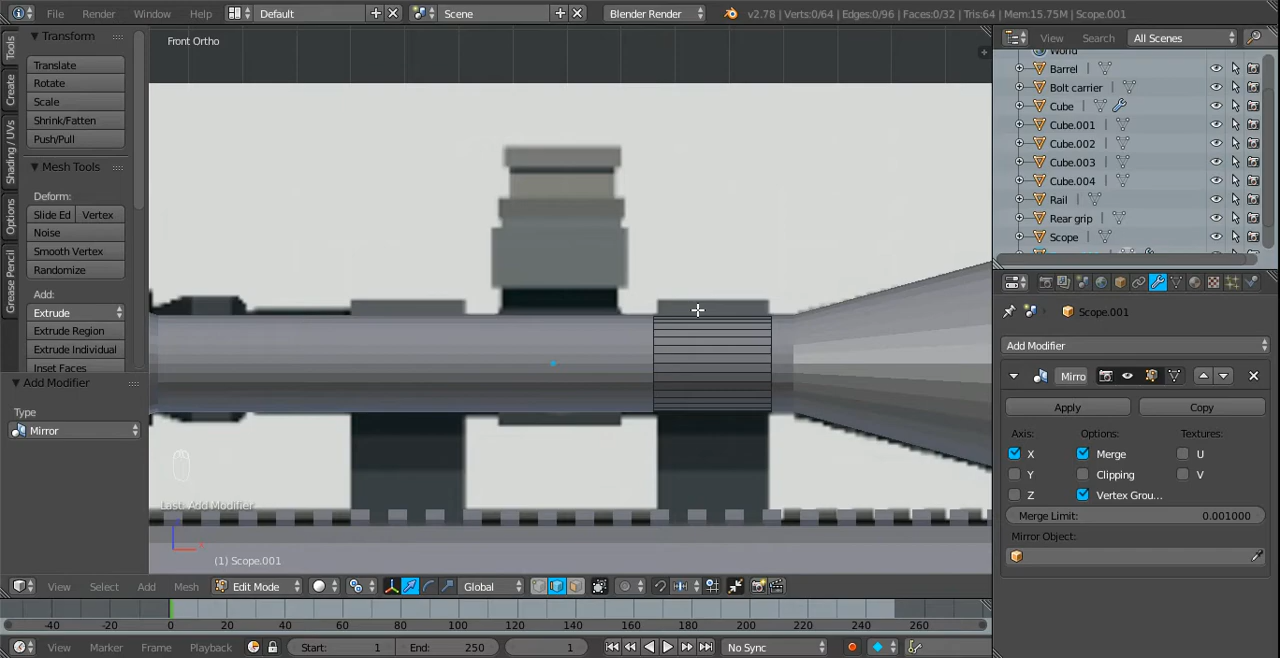 File Render Window Help Default Scene Blender Render v2.78 | Verts:0/64 | Edges:0/96 | Faces:0/32 | Tris:64 | Mem:15.75M | Scope.001
Tools
Create
Shading / UVs
Options
Grease Pencil
Transform
Translate
Rotate
Scale
Shrink/Fatten
Push/Pull
Mesh Tools
Deform:
Slide Ed Vertex
Noise
Smooth Vertex
Randomize
Add:
Extrude
Extrude Region
Extrude Individual
Inset Faces
Add Modifier
Type
Mirror
Front Ortho
Last: Add Modifier
(1) Scope.001
View Select Add Mesh Edit Mode Global
-40 -20 0 20 40 60 80 100 120 140 160 180 200 220 240 260
View Marker Frame Playback Start: 1 End: 250 1 No Sync
View Search All Scenes
World
Barrel
Bolt carrier
Cube
Cube.001
Cube.002
Cube.003
Cube.004
Rail
Rear grip
Scope
Scope.001
Add Modifier
Mirro
Apply Copy
Axis: Options: Textures:
X Merge U
Y Clipping V
Z Vertex Grou...
Merge Limit: 0.001000
Mirror Object: